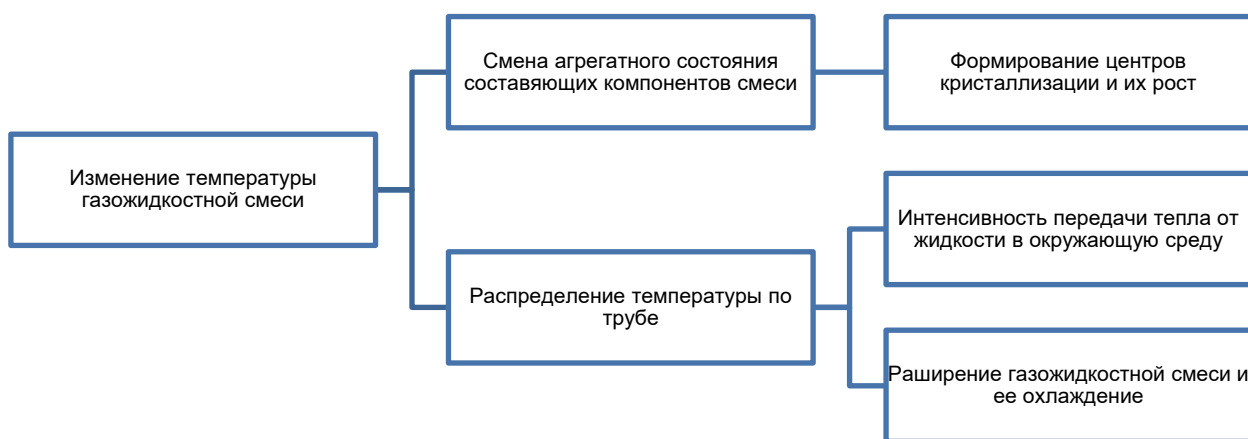 Смена агрегатного состояния
составяющих компонентов смеси
Формирование центров
кристаллизации и их рост
Изменение температуры
газожидкостной смеси
Интенсивность передачи тепла от
жидкости в окружающую среду
Распределение температуры по
трубе
Раширение газожидкостной смеси и
ее охлаждение